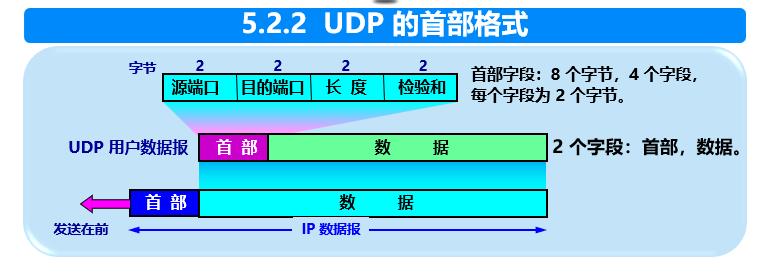 5.2.2 UDP 的首部格式
字节 2 2 2 2
源端口 目的端口 长 度 检验和
首部字段：8 个字节，4 个字段，
每个字段为 2 个字节。
UDP 用户数据报 首 部 数 据 2 个字段：首部，数据。
首 部 数 据
发送在前 IP 数据报